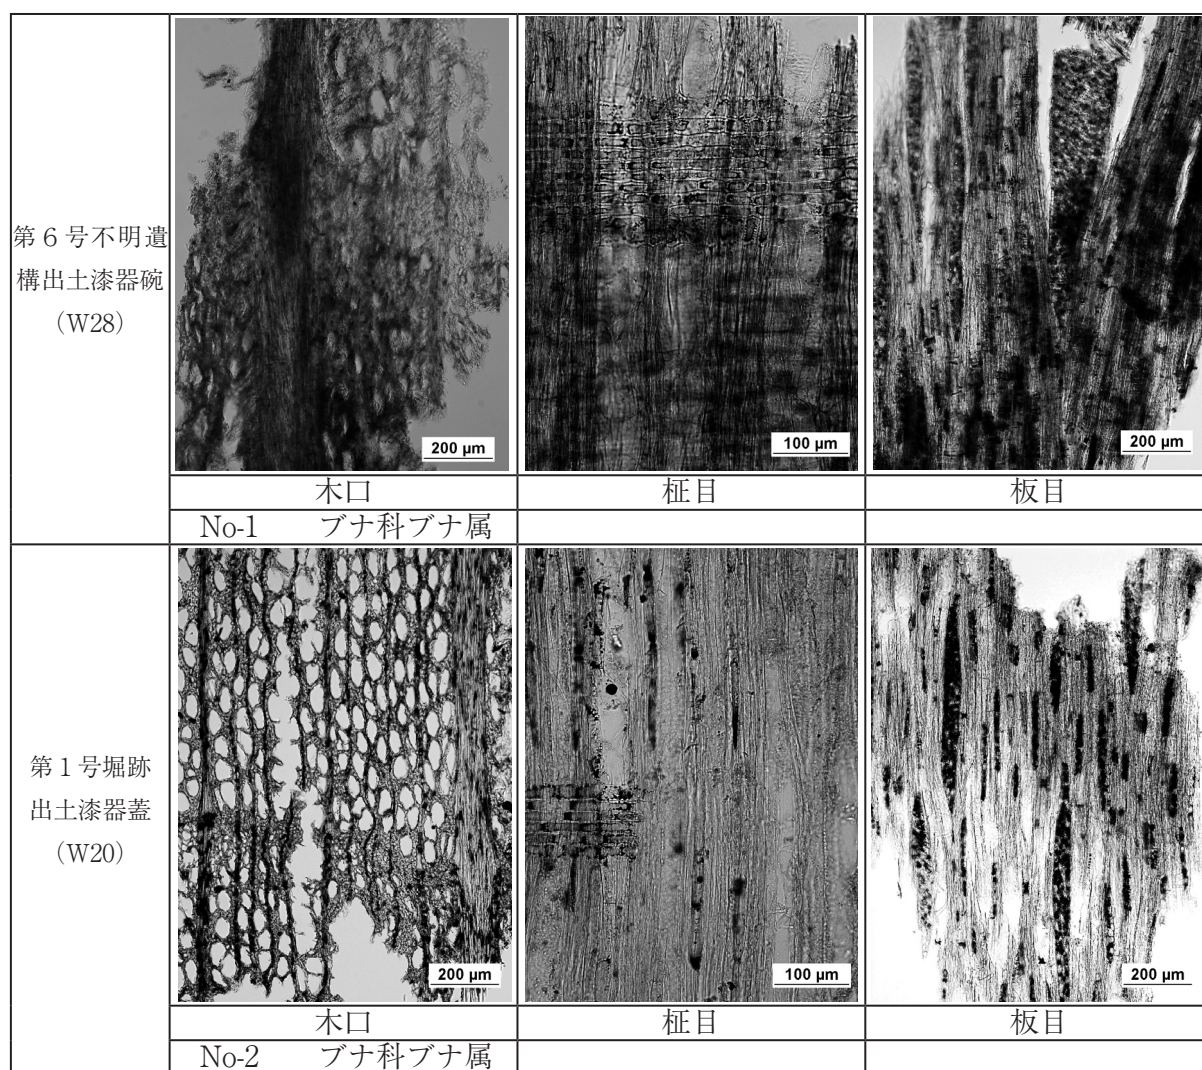 第6号不明遺
構出土漆器碗
（W28）
200 μm
100 μm
200 μm
木口
柾目
板目
No-1 ブナ科ブナ属
第1号堀跡
出土漆器蓋
（W20）
200 μm
100 μm
200 μm
木口
柾目
板目
No-2 ブナ科ブナ属